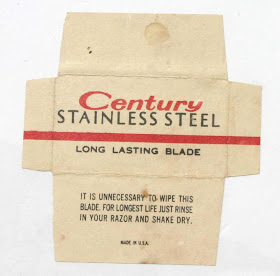 Century
STAINLESS STEEL
LONG LASTING BLADE
IT IS UNNECESSARY TO WIPE THIS
BLADE. FOR LONGEST LIFE JUST RINSE
IN YOUR RAZOR AND SHAKE DRY.
MADE IN U.S.A.